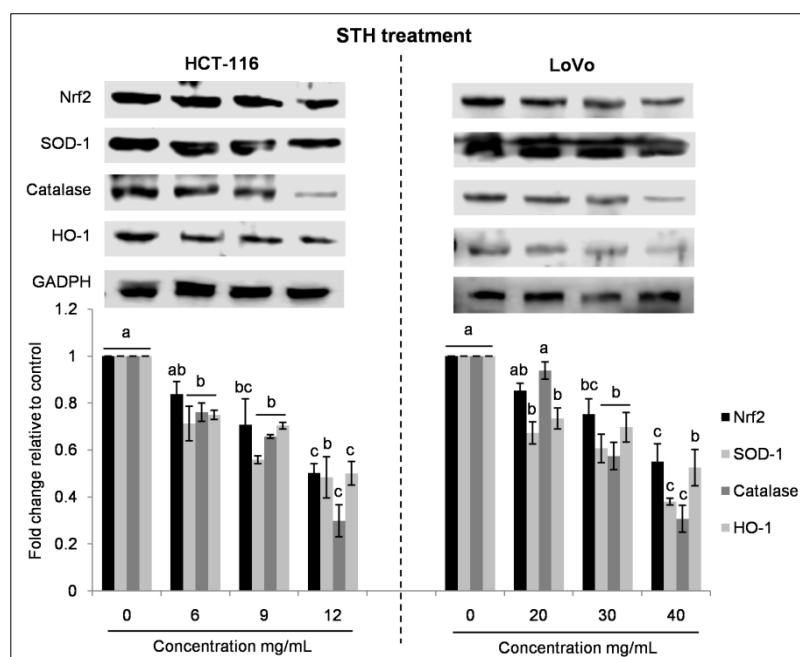 STH treatment
HCT-116
LoVo
Nrf2
SOD-1
Catalase
HO-1
GADPH
Fold change relative to control
1.2
1
0.8
0.6
0.4
0.2
0
a
ab
b
bc
b
c
b
c
c
0
6
9
12
Concentration mg/mL
a
ab
b
a
b
bc
b
c
c
c
b
0
20
30
40
Concentration mg/mL
Nrf2
SOD-1
Catalase
HO-1